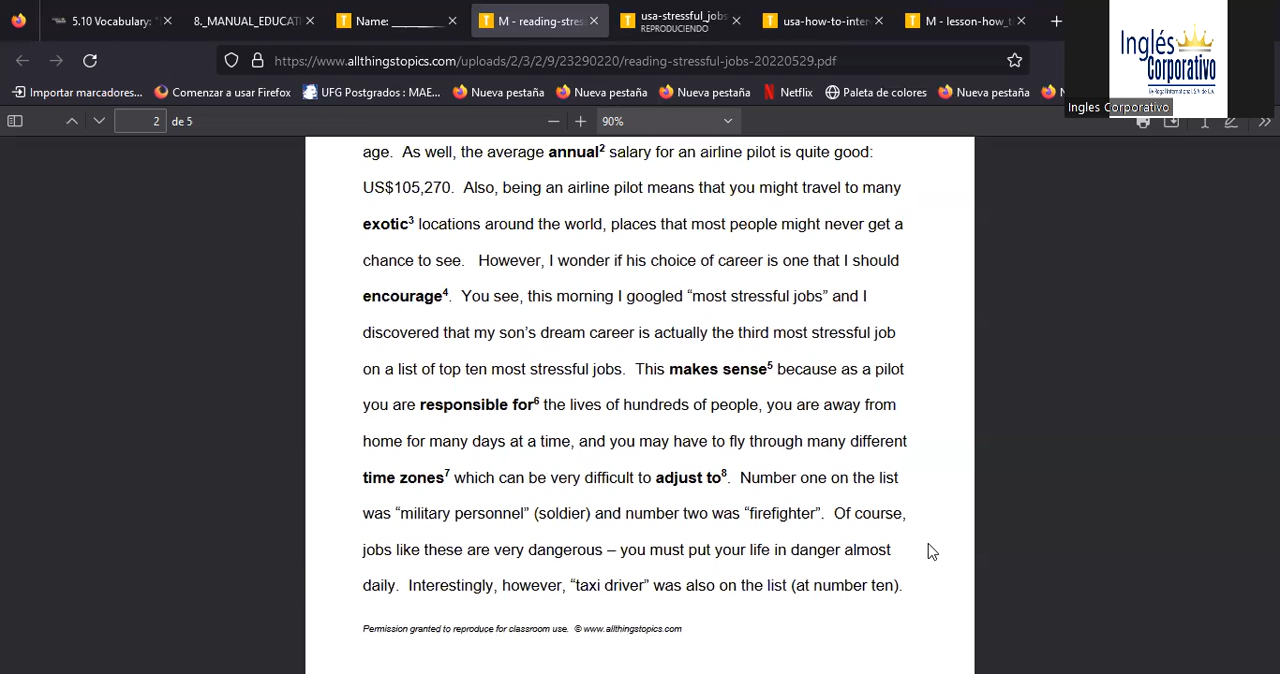 5.10 Vocabulary: "
8._MANUAL_EDUCATI
Name: ________
M - reading-stres
usa-stressful_jobs
REPRODUCIENDO
usa-how-to-inter
M - lesson-how_t
https://www.allthingstopics.com/uploads/2/3/2/9/23290220/reading-stressful-jobs-20220529.pdf
Importar marcadores...
Comenzar a usar Firefox
UFG Postgrados : MAE...
Nueva pestaña
Nueva pestaña
Nueva pestaña
Netflix
Paleta de colores
Nueva pestaña
N
Inglés
Corporativo
Ingles Corporativo
2 de 5
90%
age. As well, the average annual² salary for an airline pilot is quite good:
US$105,270. Also, being an airline pilot means that you might travel to many
exotic³ locations around the world, places that most people might never get a
chance to see. However, I wonder if his choice of career is one that I should
encourage⁴. You see, this morning I googled “most stressful jobs” and I
discovered that my son’s dream career is actually the third most stressful job
on a list of top ten most stressful jobs. This makes sense⁵ because as a pilot
you are responsible for⁶ the lives of hundreds of people, you are away from
home for many days at a time, and you may have to fly through many different
time zones⁷ which can be very difficult to adjust to⁸. Number one on the list
was “military personnel” (soldier) and number two was “firefighter”. Of course,
jobs like these are very dangerous – you must put your life in danger almost
daily. Interestingly, however, “taxi driver” was also on the list (at number ten).
Permission granted to reproduce for classroom use. © www.allthingstopics.com